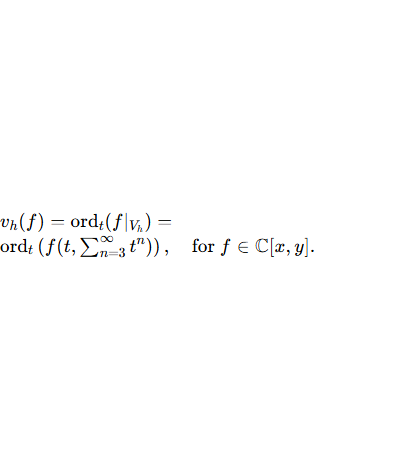 v_h(f) = ord_t(f|_{V_h}) =
ord_t (f(t, ∑_{n=3}^∞ t^n)) ,  for f ∈ ℂ[x, y].